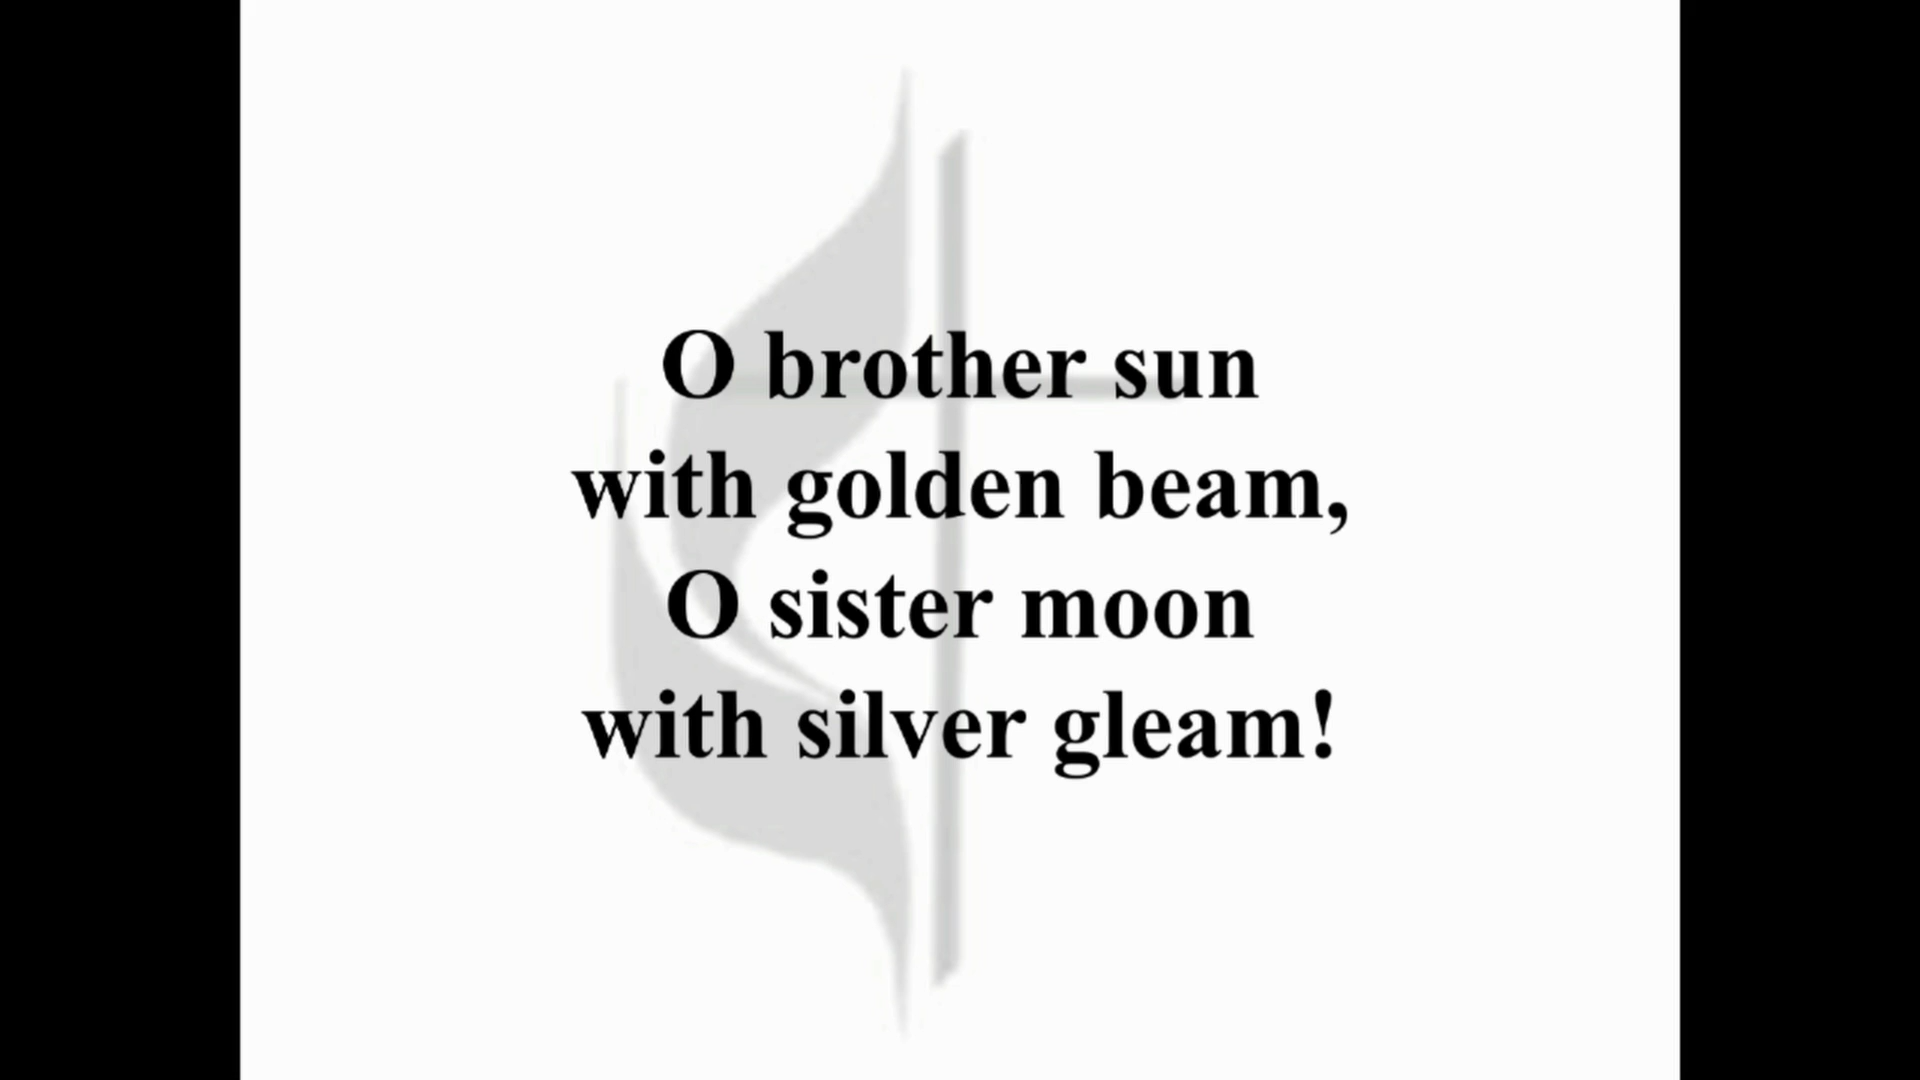 O brother sun
with golden beam,
O sister moon
with silver gleam!